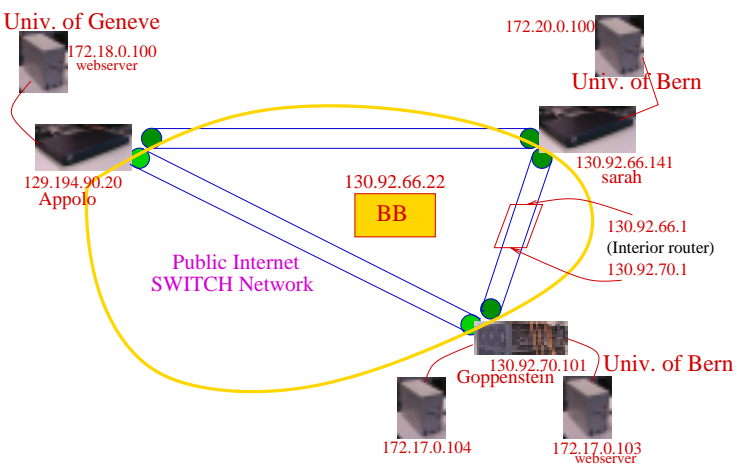 Univ. of Geneve
172.18.0.100
webserver
172.20.0.100
Univ. of Bern
129.194.90.20
Appolo
130.92.66.22
BB
130.92.66.141
sarah
130.92.66.1
(Interior router)
130.92.70.1
Public Internet
SWITCH Network
130.92.70.101
Goppenstein
Univ. of Bern
172.17.0.104
172.17.0.103
webserver